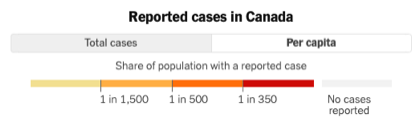 Reported cases in Canada
Total cases Per capita
Share of population with a reported case
1 in 1,500 1 in 500 1 in 350 No cases
reported